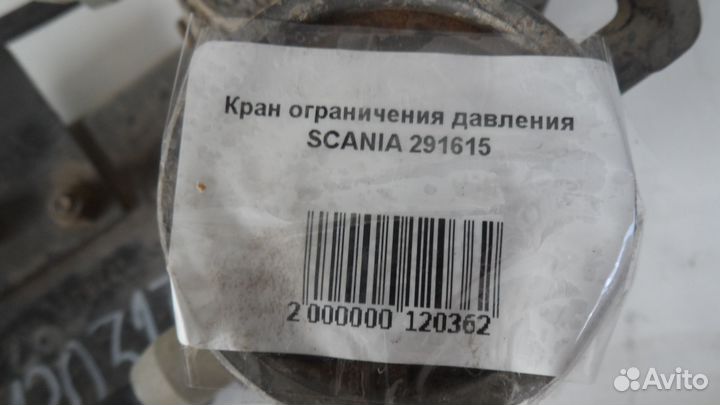 Кран ограничения давления
SCANIA 291615
2 000000 120362
Avito